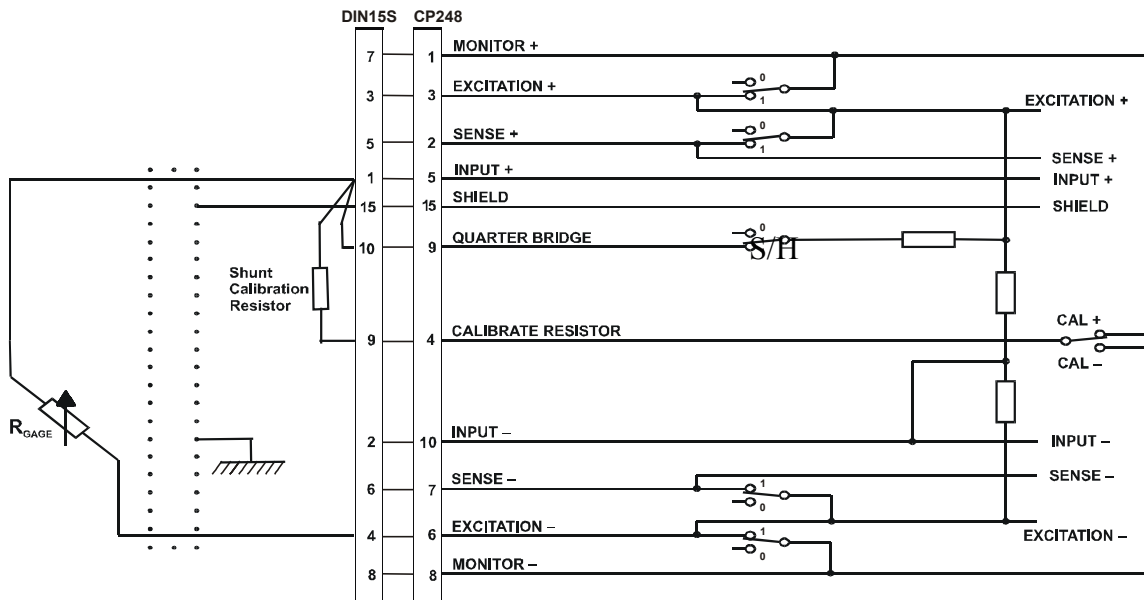 DIN15S CP248
7 1 MONITOR +
0
3 3 EXCITATION + 1 EXCITATION +
0
5 2 SENSE + 1
SENSE +
1 5 INPUT + INPUT +
15 15 SHIELD SHIELD
0
10 9 QUARTER BRIDGE S/H
Shunt
Calibration
Resistor
CAL +
9 4 CALIBRATE RESISTOR
CAL –
RGAGE
2 10 INPUT – INPUT –
SENSE –
6 7 SENSE – 1
0
4 6 EXCITATION – 1 EXCITATION –
0
8 8 MONITOR –